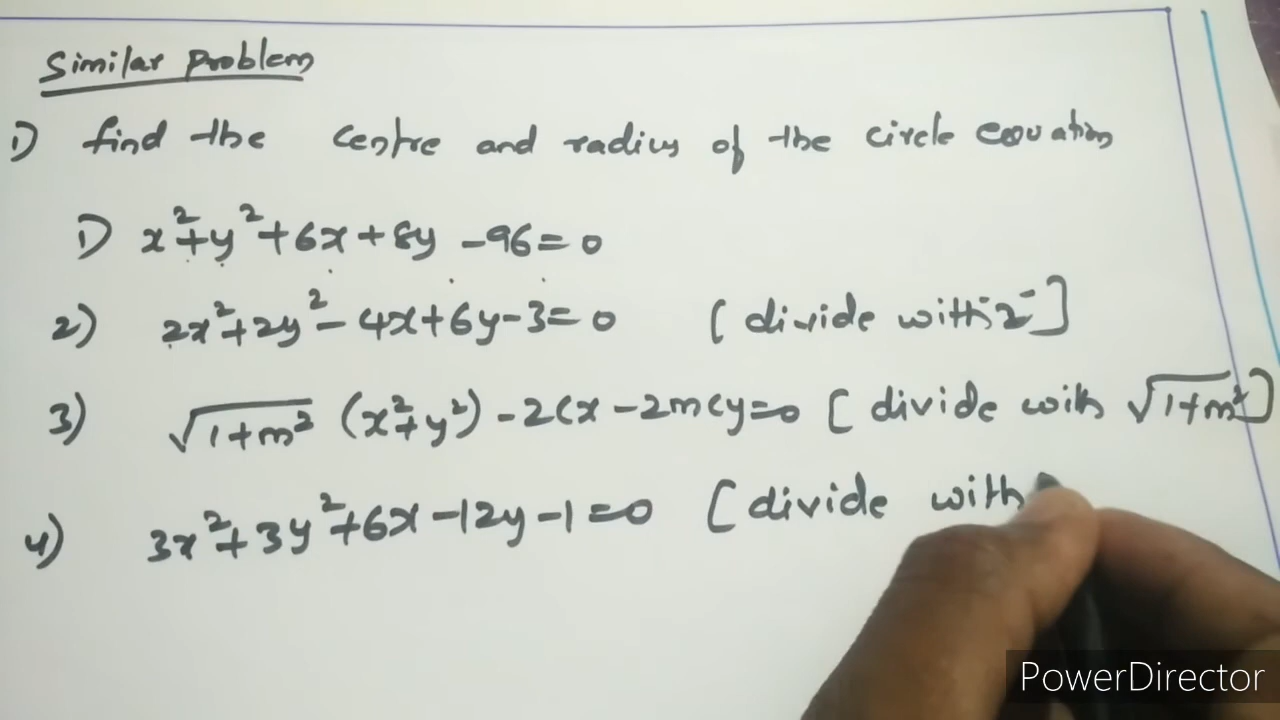 Similar Problem
1) find the centre and radius of the circle equation
1) x²+y²+6x+8y-96=0
2) 2x²+2y²-4x+6y-3=0 [divide with 2]
3) √1+m² (x²+y²)-2cx-2mcy=0 [divide with √1+m²]
4) 3x²+3y²+6x-12y-1=0 [divide with
PowerDirector